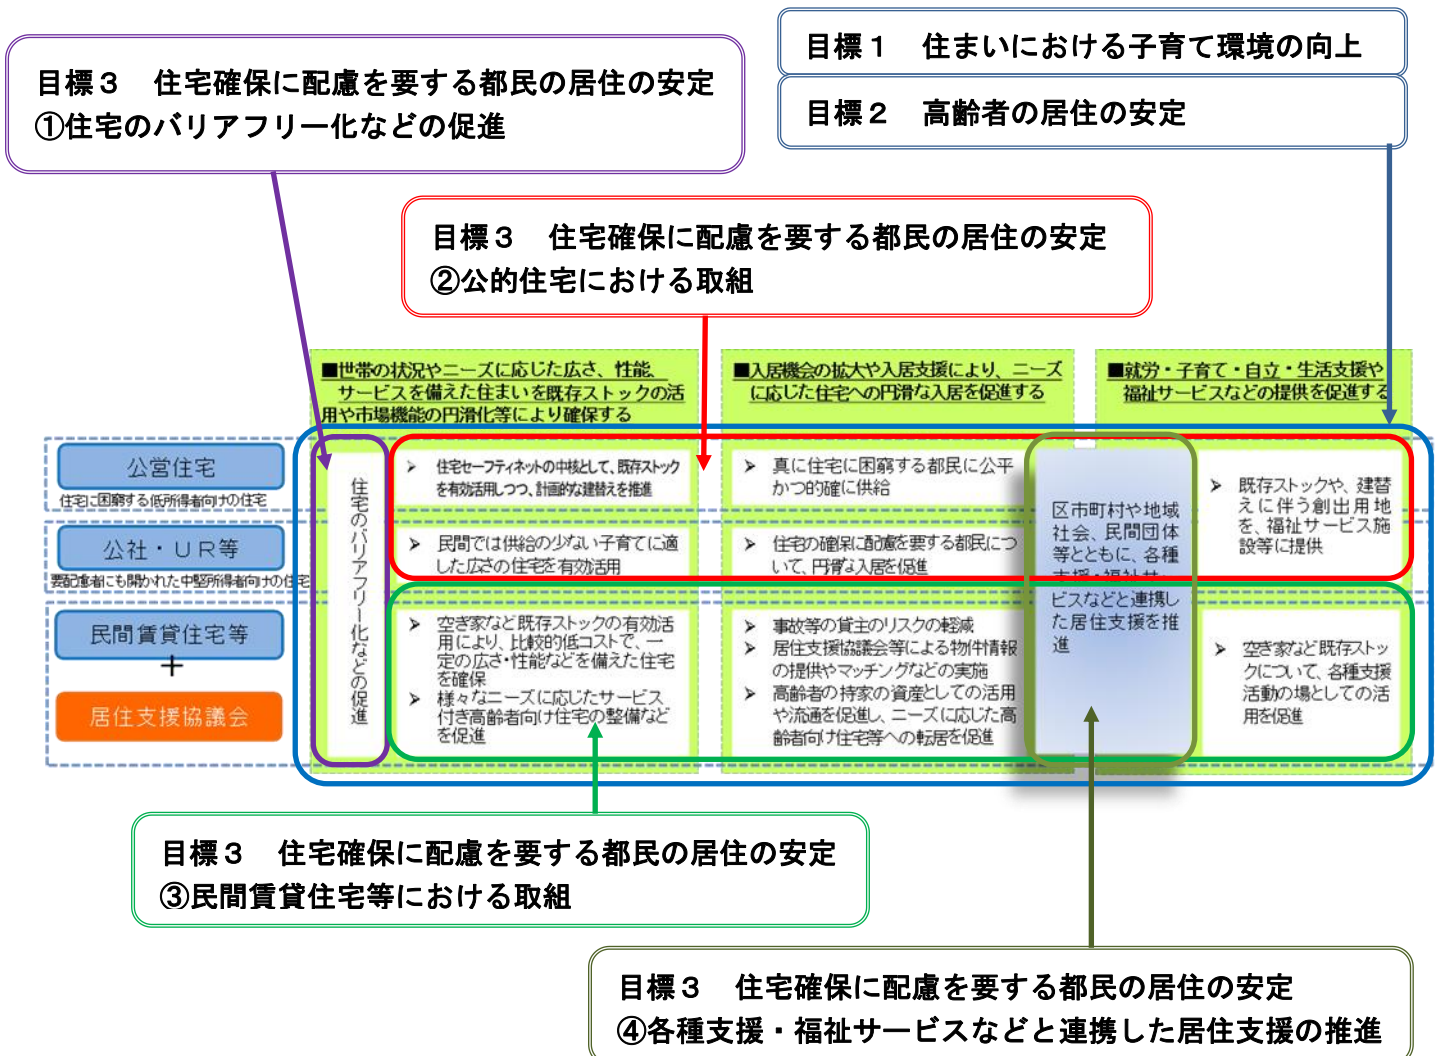 目標１　住まいにおける子育て環境の向上
目標２　高齢者の居住の安定
目標３　住宅確保に配慮を要する都民の居住の安定
①住宅のバリアフリー化などの促進
目標３　住宅確保に配慮を要する都民の居住の安定
②公的住宅における取組
■世帯の状況やニーズに応じた広さ、性能、
サービスを備えた住まいを既存ストックの活
用や市場機能の円滑化等により確保する
■入居機会の拡大や入居支援により、ニーズ
に応じた住宅への円滑な入居を促進する
■就労・子育て・自立・生活支援や
福祉サービスなどの提供を促進する
公営住宅
住宅に困窮する低所得者向けの住宅
公社・ＵＲ等
要配慮者にも開かれた中堅所得者向けの住宅
民間賃貸住宅等
＋
居住支援協議会
住宅のバリアフリー化などの促進
➢ 住宅セーフティネットの中核として、既存ストック
を有効活用しつつ、計画的な建替えを推進
➢ 民間では供給の少ない子育てに適
した広さの住宅を有効活用
➢ 空き家など既存ストックの有効活
用により、比較的低コストで、一
定の広さ・性能などを備えた住宅
を確保
➢ 様々なニーズに応じたサービス
付き高齢者向け住宅の整備など
を促進
➢ 真に住宅に困窮する都民に公平
かつ的確に供給
➢ 住宅の確保に配慮を要する都民につ
いて、円滑な入居を促進
➢ 事故等の貸主のリスクの軽減
➢ 居住支援協議会等による物件情報
の提供やマッチングなどの実施
➢ 高齢者の持家の資産としての活用
や流通を促進し、ニーズに応じた高
齢者向け住宅等への転居を促進
区市町村や地域
社会、民間団体
等とともに、各種
支援・福祉サー
ビスなどと連携し
た居住支援を推
進
➢ 既存ストックや、建替
えに伴う創出用地
を、福祉サービス施
設等に提供
➢ 空き家など既存ストッ
クについて、各種支援
活動の場としての活
用を促進
目標３　住宅確保に配慮を要する都民の居住の安定
③民間賃貸住宅等における取組
目標３　住宅確保に配慮を要する都民の居住の安定
④各種支援・福祉サービスなどと連携した居住支援の推進